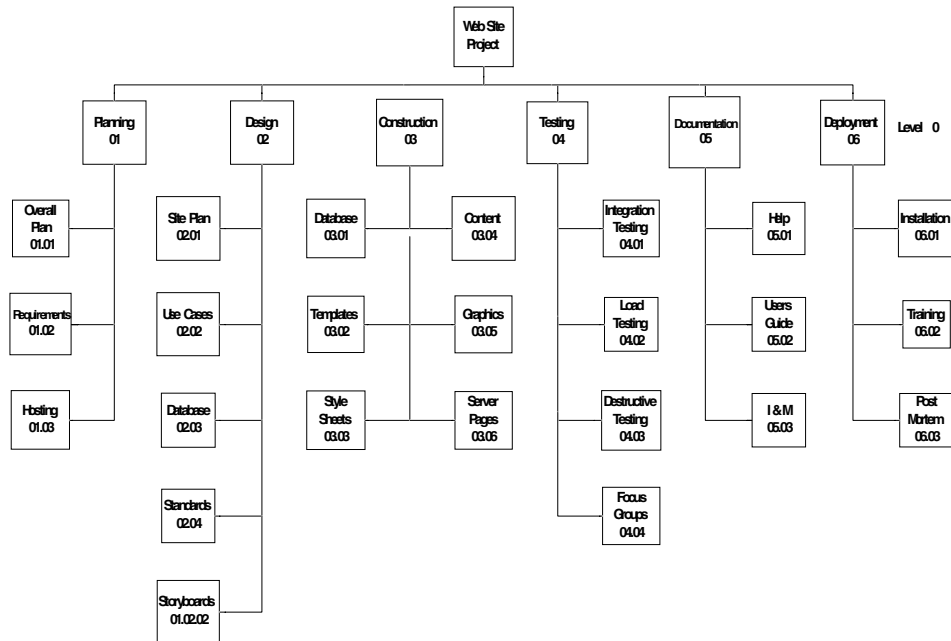 Web Site
Project
Planning
01
Design
02
Construction
03
Testing
04
Documentation
05
Deployment
06
Level 0
Overall
Plan
01.01
Requirements
01.02
Hosting
01.03
Site Plan
02.01
Use Cases
02.02
Database
02.03
Standards
02.04
Storyboards
01.02.02
Database
03.01
Templates
03.02
Style
Sheets
03.03
Content
03.04
Graphics
03.05
Server
Pages
03.06
Integration
Testing
04.01
Load
Testing
04.02
Destructive
Testing
04.03
Focus
Groups
04.04
Help
05.01
Users
Guide
05.02
I & M
05.03
Installation
06.01
Training
06.02
Post
Mortem
06.03